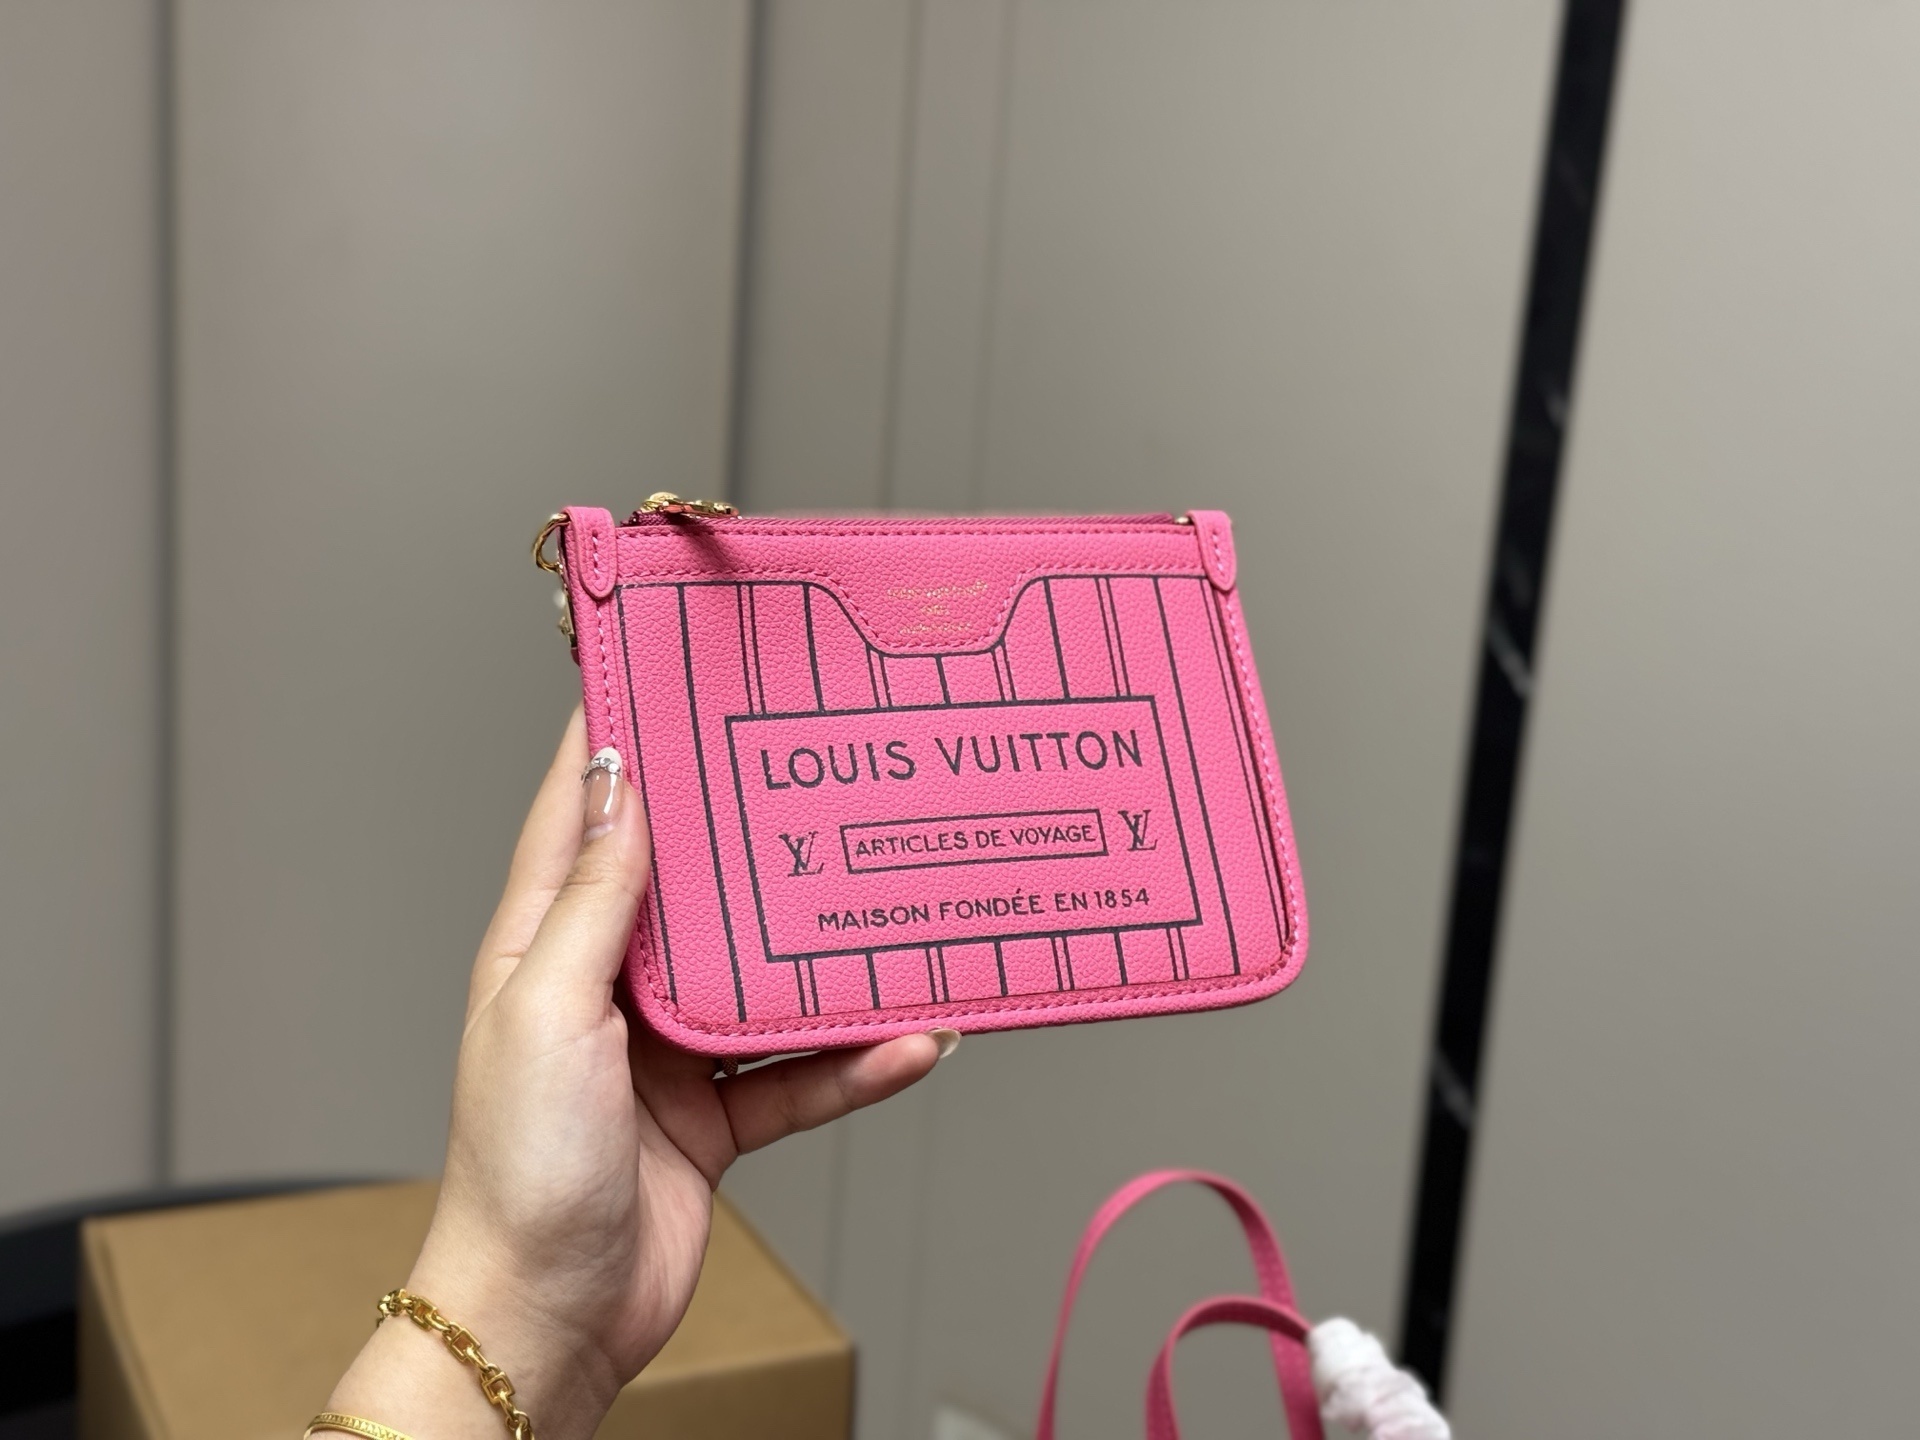 LOUIS VUITTON
LV ARTICLES DE VOYAGE LV
MAISON FONDÉE EN 1854